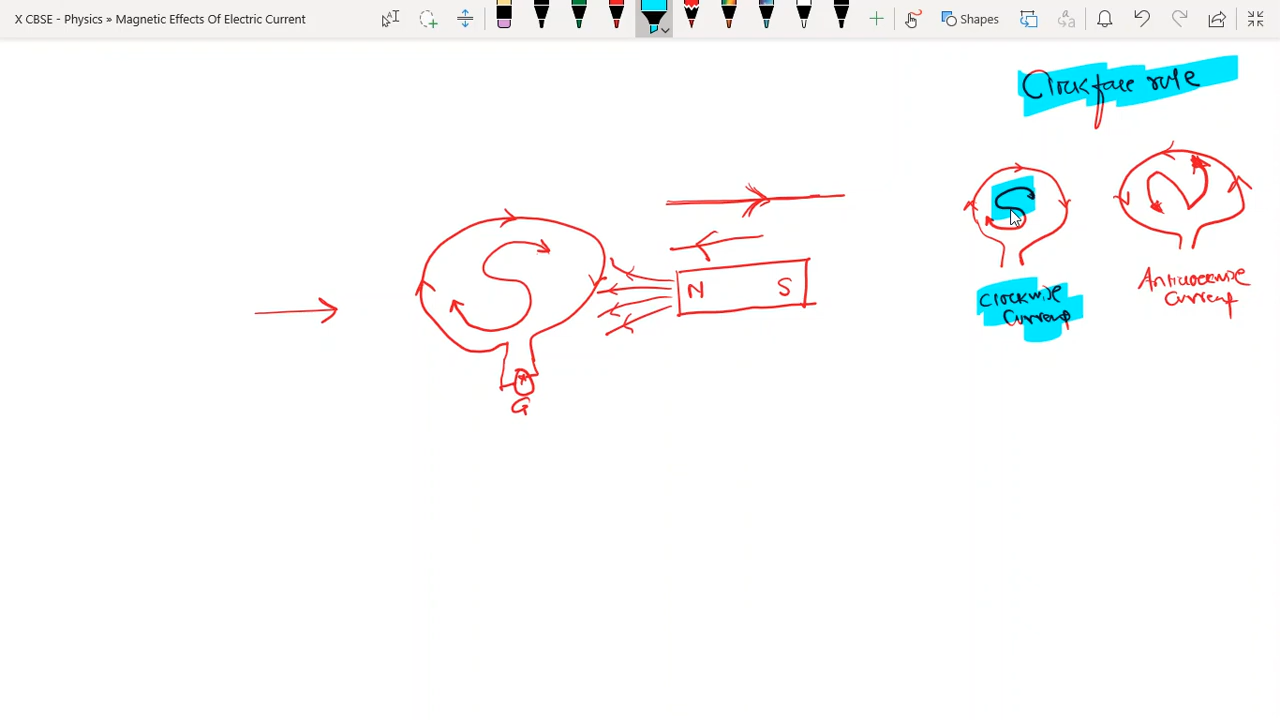 X CBSE - Physics » Magnetic Effects Of Electric Current
Shapes
Clockface rule
S
N
S
S
N
G
Clockwise
Current
Anticlockwise
Current